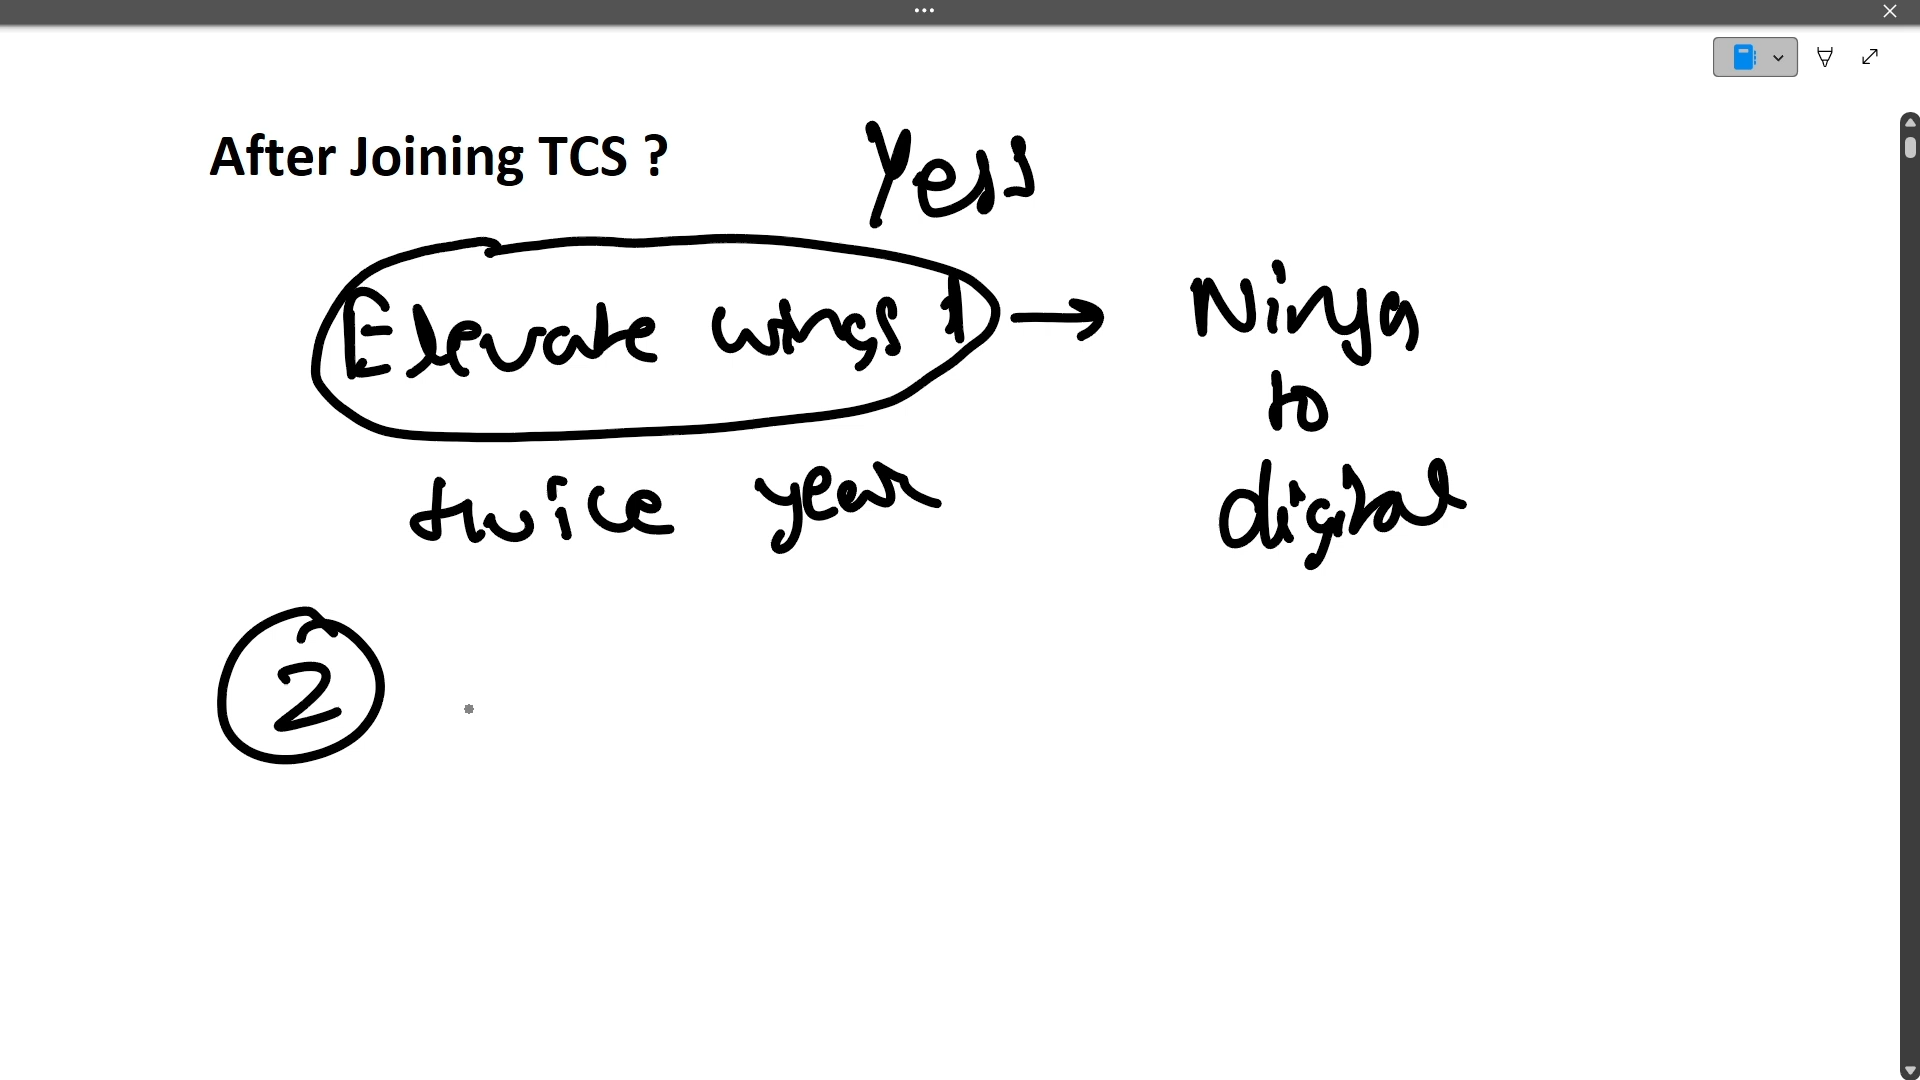 After Joining TCS ?
Yess
Elevate wings 1 → Ninja
to
twice year
digital
2